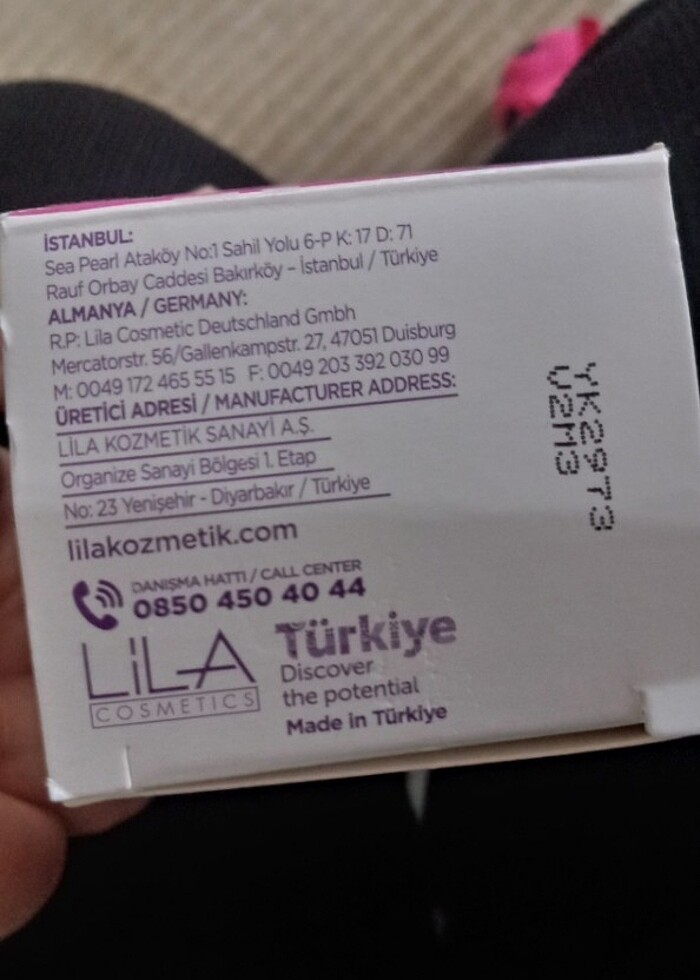 İSTANBUL:
Sea Pearl Ataköy No:1 Sahil Yolu 6-P K: 17 D: 71
Rauf Orbay Caddesi Bakırköy – İstanbul / Türkiye
ALMANYA / GERMANY:
R.P: Lila Cosmetic Deutschland Gmbh
Mercatorstr. 56/Gallenkampstr. 27, 47051 Duisburg
M: 0049 172 465 55 15 F: 0049 203 392 030 99
ÜRETİCİ ADRESİ / MANUFACTURER ADDRESS:
LİLA KOZMETİK SANAYİ A.Ş.
Organize Sanayi Bölgesi 1. Etap
No: 23 Yenişehir - Diyarbakır / Türkiye
lilakozmetik.com
DANIŞMA HATTI / CALL CENTER
0850 450 40 44
LiLA
COSMETICS
Türkiye
Discover
the potential
Made in Türkiye
YK2973
V2M3